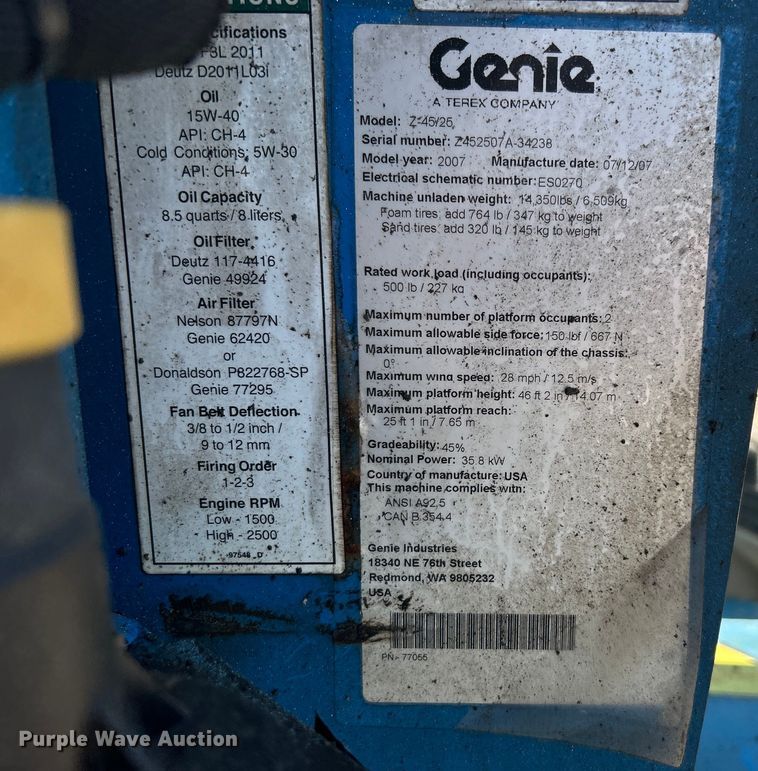 cifications
F3L 2011
Deutz D2011L03i
Oil
15W-40
API: CH-4
Cold Conditions: 5W-30
API: CH-4
Oil Capacity
8.5 quarts / 8 liters
Oil Filter
Deutz 117-4416
Genie 49924
Air Filter
Nelson 87797N
Genie 62420
or
Donaldson P822768-SP
Genie 77295
Fan Belt Deflection
3/8 to 1/2 inch /
9 to 12 mm
Firing Order
1-2-3
Engine RPM
Low - 1500
High - 2500
97548 D
Genie
A TEREX COMPANY
Model: Z-45/25
Serial number: Z452507A-34238
Model year: 2007 Manufacture date: 07/12/07
Electrical schematic number: ES0270
Machine unladen weight: 14,350lbs / 6,509kg
Foam tires: add 764 lb / 347 kg to weight
Sand tires: add 320 lb / 145 kg to weight
Rated work load (including occupants):
500 lb / 227 kg
Maximum number of platform occupants: 2
Maximum allowable side force: 150 lbf / 667 N
Maximum allowable inclination of the chassis:
0°
Maximum wind speed: 28 mph / 12.5 m/s
Maximum platform height: 46 ft 2 in / 14.07 m
Maximum platform reach:
25 ft 1 in / 7.65 m
Gradeability: 45%
Nominal Power: 35.8 kW
Country of manufacture: USA
This machine complies with:
ANSI A92.5
CAN B.354.4
Genie Industries
18340 NE 76th Street
Redmond, WA 9805232
USA
PN - 77055
Purple Wave Auction